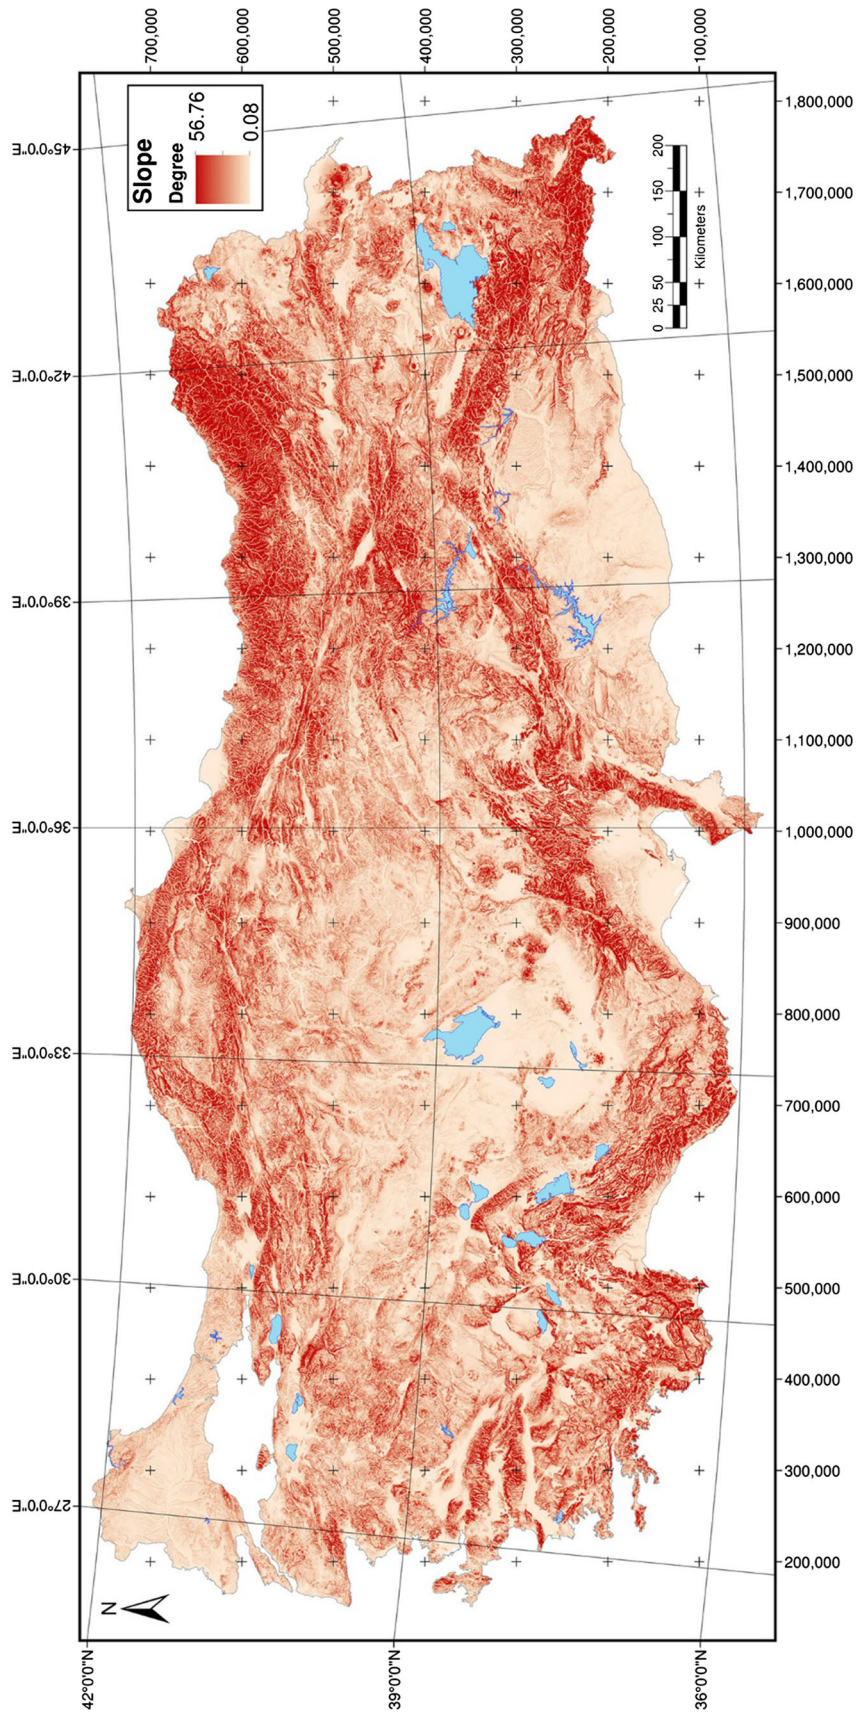 27°0'0"E
30°0'0"E
33°0'0"E
36°0'0"E
39°0'0"E
42°0'0"E
45°0'0"E
42°0'0"N
39°0'0"N
36°0'0"N
N
Slope
Degree
56.76
0.08
700,000
600,000
500,000
400,000
300,000
200,000
100,000
0 25 50 100 150 200
Kilometers
200,000
300,000
400,000
500,000
600,000
700,000
800,000
900,000
1,000,000
1,100,000
1,200,000
1,300,000
1,400,000
1,500,000
1,600,000
1,700,000
1,800,000